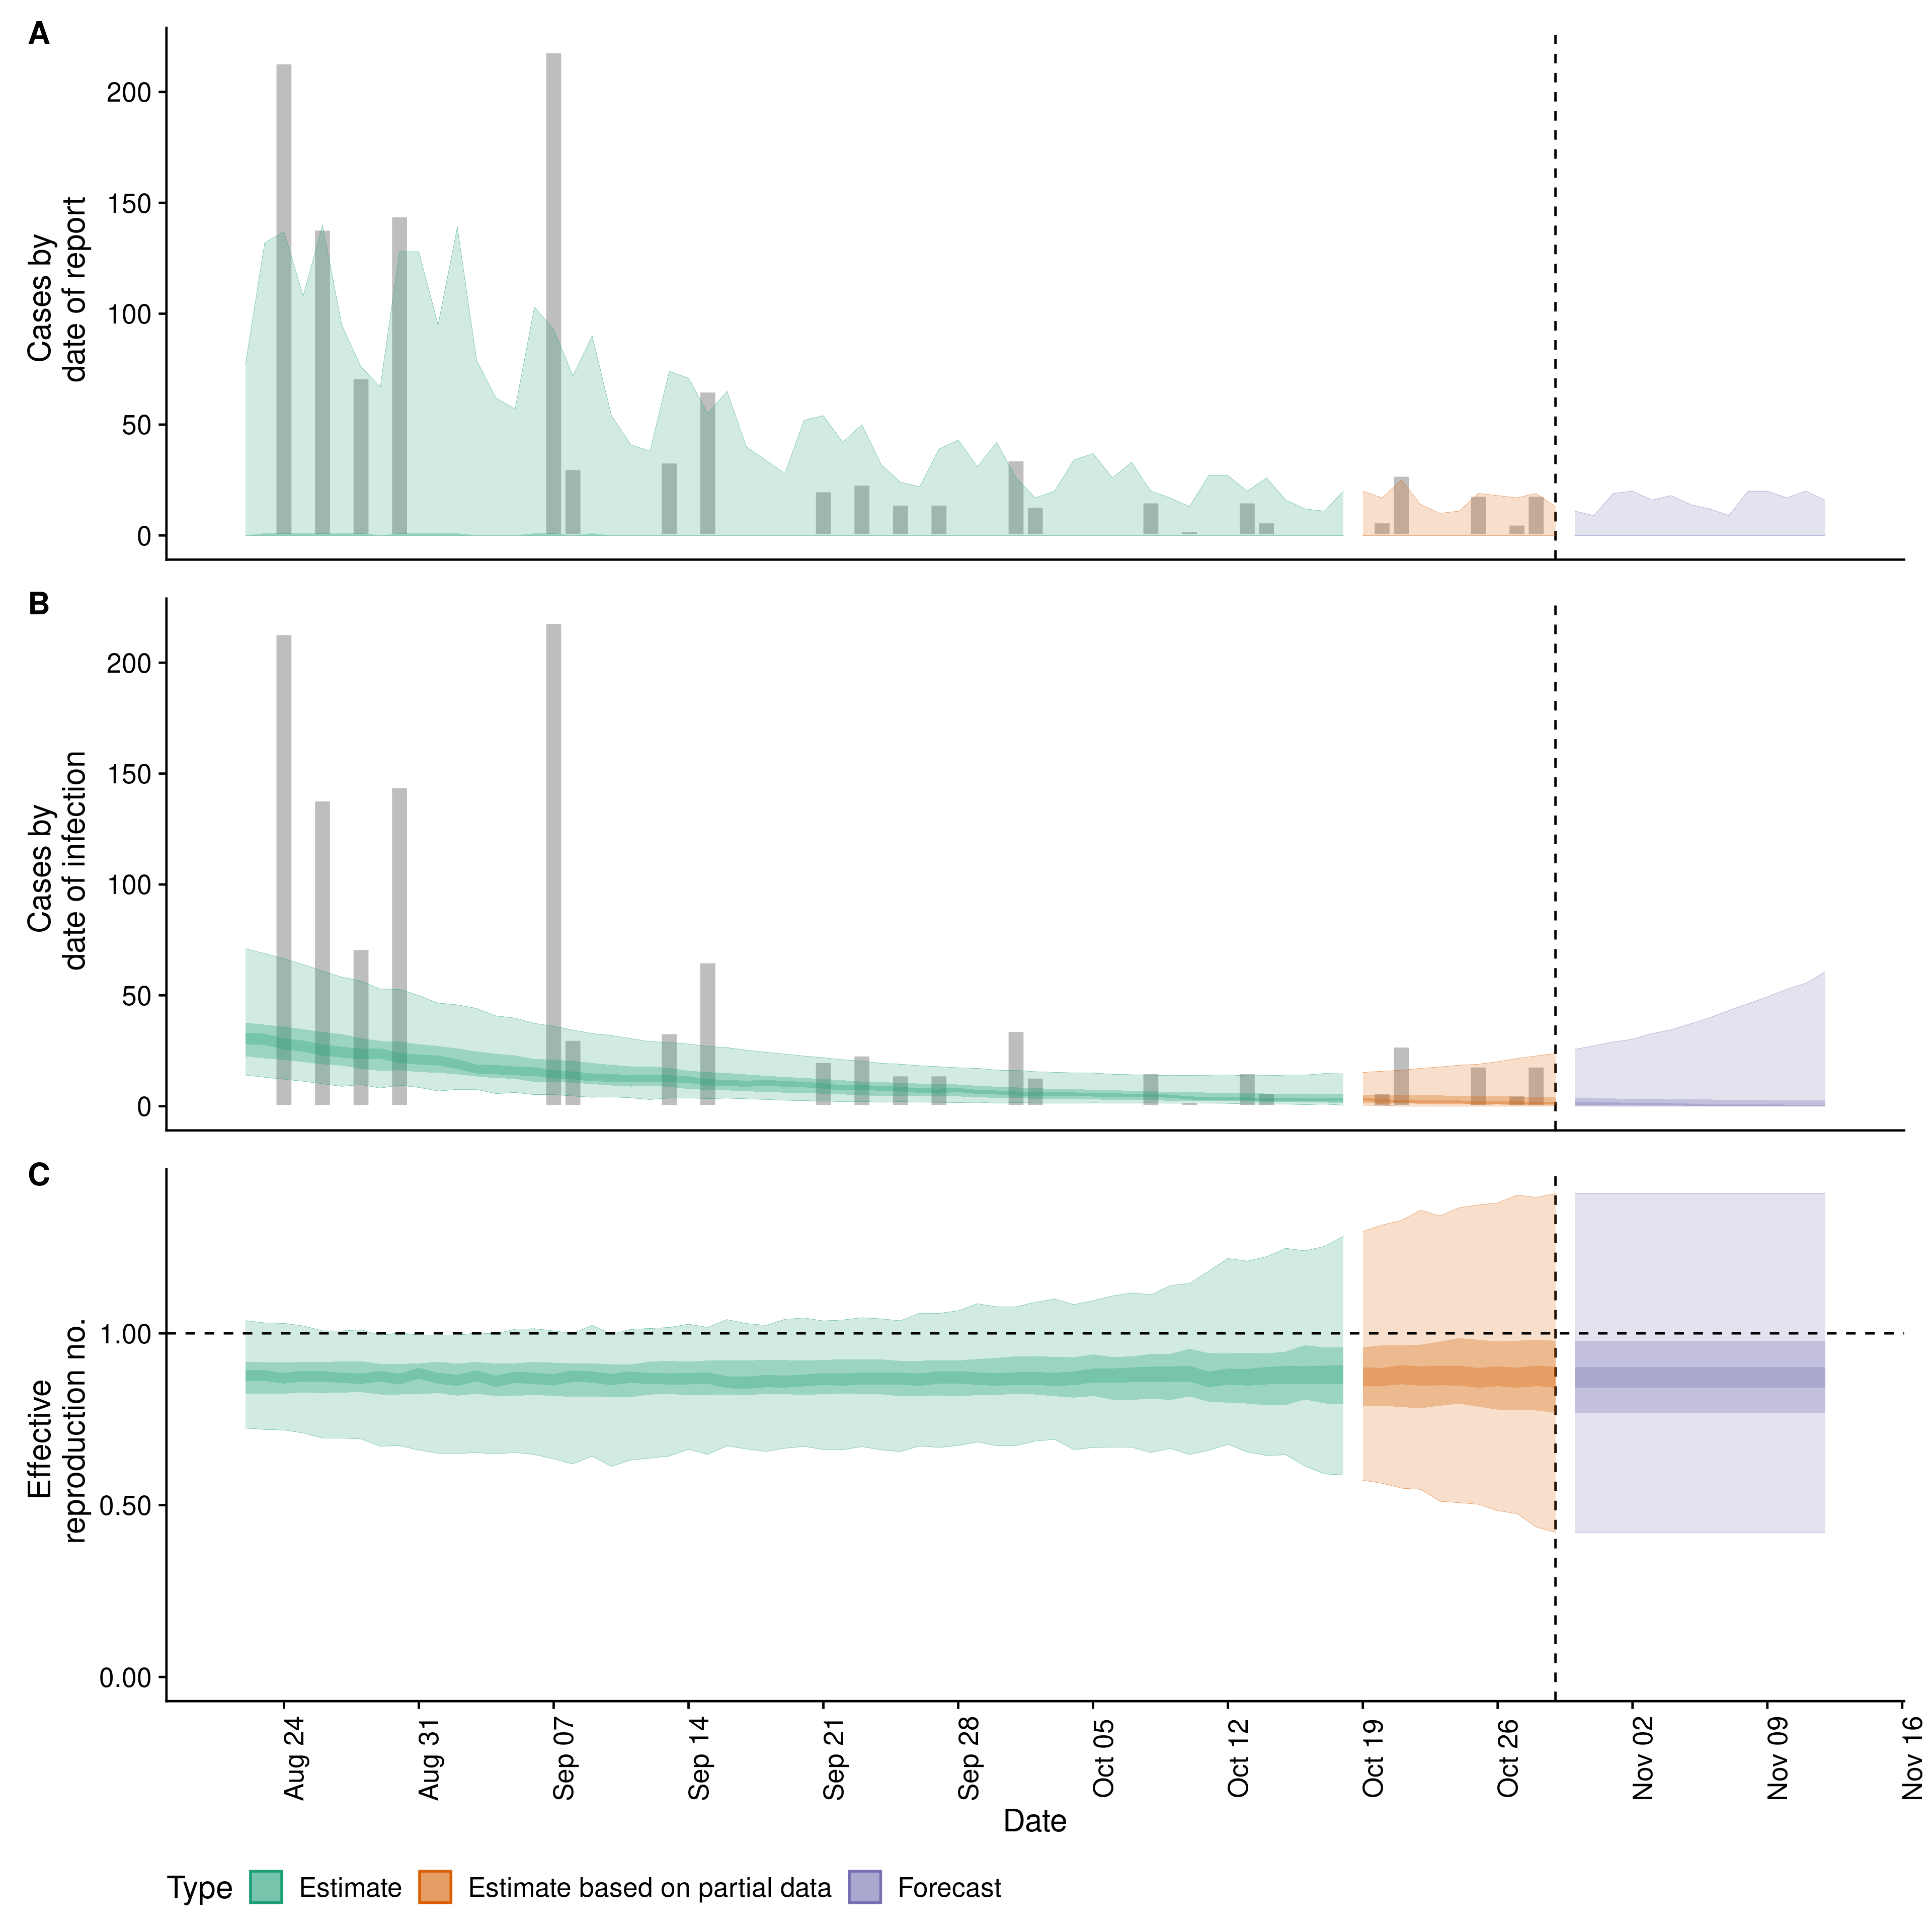 A
Cases by
date of report
200
150
100
50
0
B
Cases by
date of infection
200
150
100
50
0
C
Effective
reproduction no.
1.00
0.50
0.00
Aug 24
Aug 31
Sep 07
Sep 14
Sep 21
Sep 28
Oct 05
Oct 12
Oct 19
Oct 26
Nov 02
Nov 09
Nov 16
Date
Type Estimate Estimate based on partial data Forecast